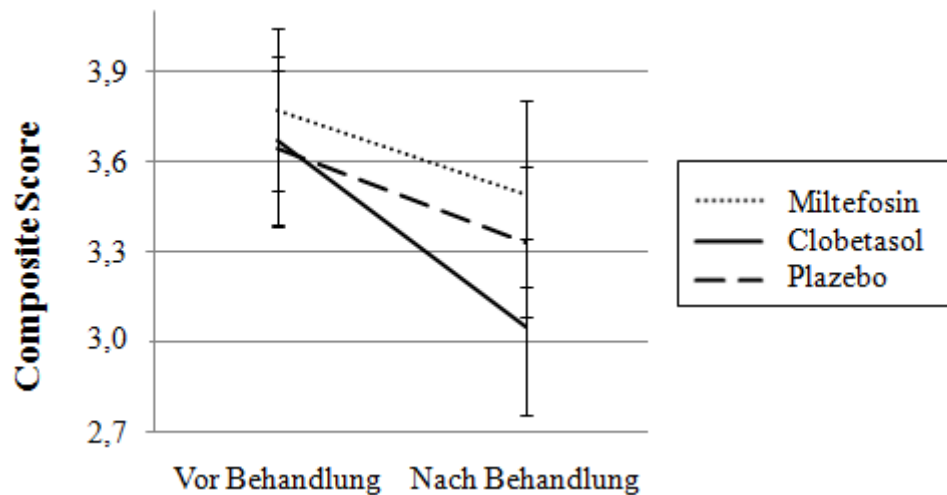 Composite Score
3,9
3,6
3,3
3,0
2,7
Vor Behandlung
Nach Behandlung
Miltefosin
Clobetasol
Plazebo